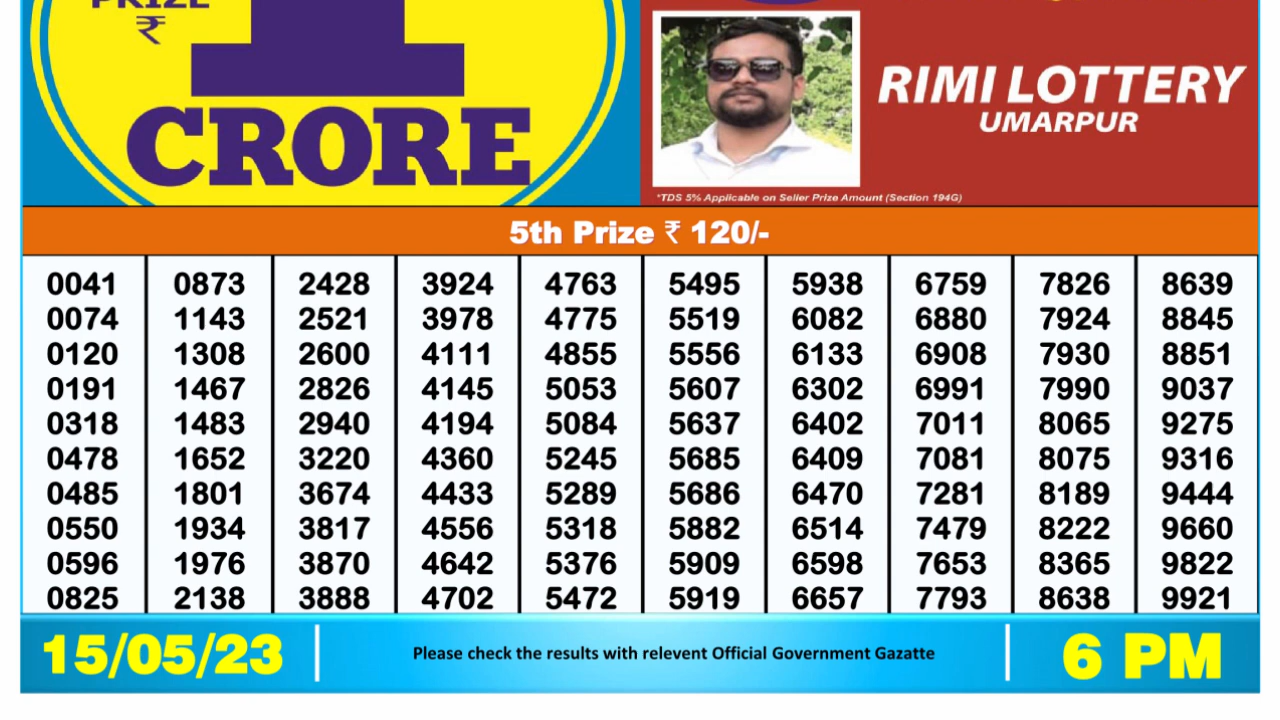 PRIZE
₹
1
CRORE
RIMI LOTTERY
UMARPUR
*TDS 5% Applicable on Seller Prize Amount (Section 194G)
5th Prize ₹ 120/-
0041 0873 2428 3924 4763 5495 5938 6759 7826 8639
0074 1143 2521 3978 4775 5519 6082 6880 7924 8845
0120 1308 2600 4111 4855 5556 6133 6908 7930 8851
0191 1467 2826 4145 5053 5607 6302 6991 7990 9037
0318 1483 2940 4194 5084 5637 6402 7011 8065 9275
0478 1652 3220 4360 5245 5685 6409 7081 8075 9316
0485 1801 3674 4433 5289 5686 6470 7281 8189 9444
0550 1934 3817 4556 5318 5882 6514 7479 8222 9660
0596 1976 3870 4642 5376 5909 6598 7653 8365 9822
0825 2138 3888 4702 5472 5919 6657 7793 8638 9921
15/05/23
Please check the results with relevent Official Government Gazatte
6 PM